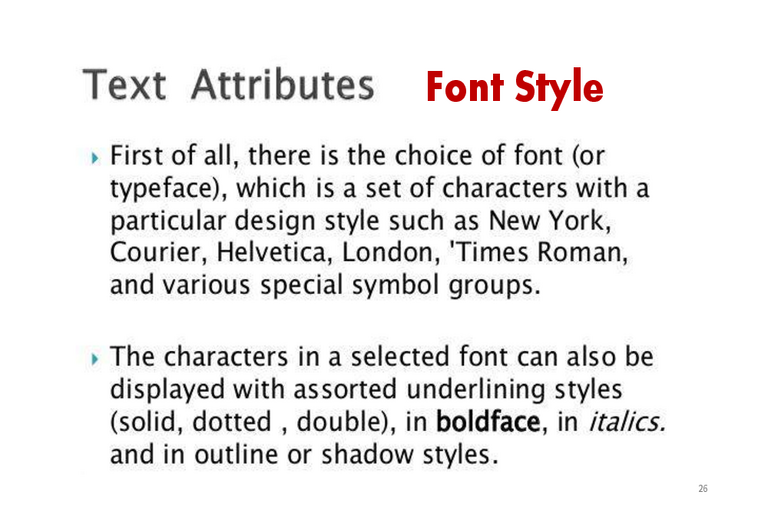 Text Attributes Font Style
First of all, there is the choice of font (or
typeface), which is a set of characters with a
particular design style such as New York,
Courier, Helvetica, London, 'Times Roman,
and various special symbol groups.
The characters in a selected font can also be
displayed with assorted underlining styles
(solid, dotted , double), in boldface, in italics.
and in outline or shadow styles.
26